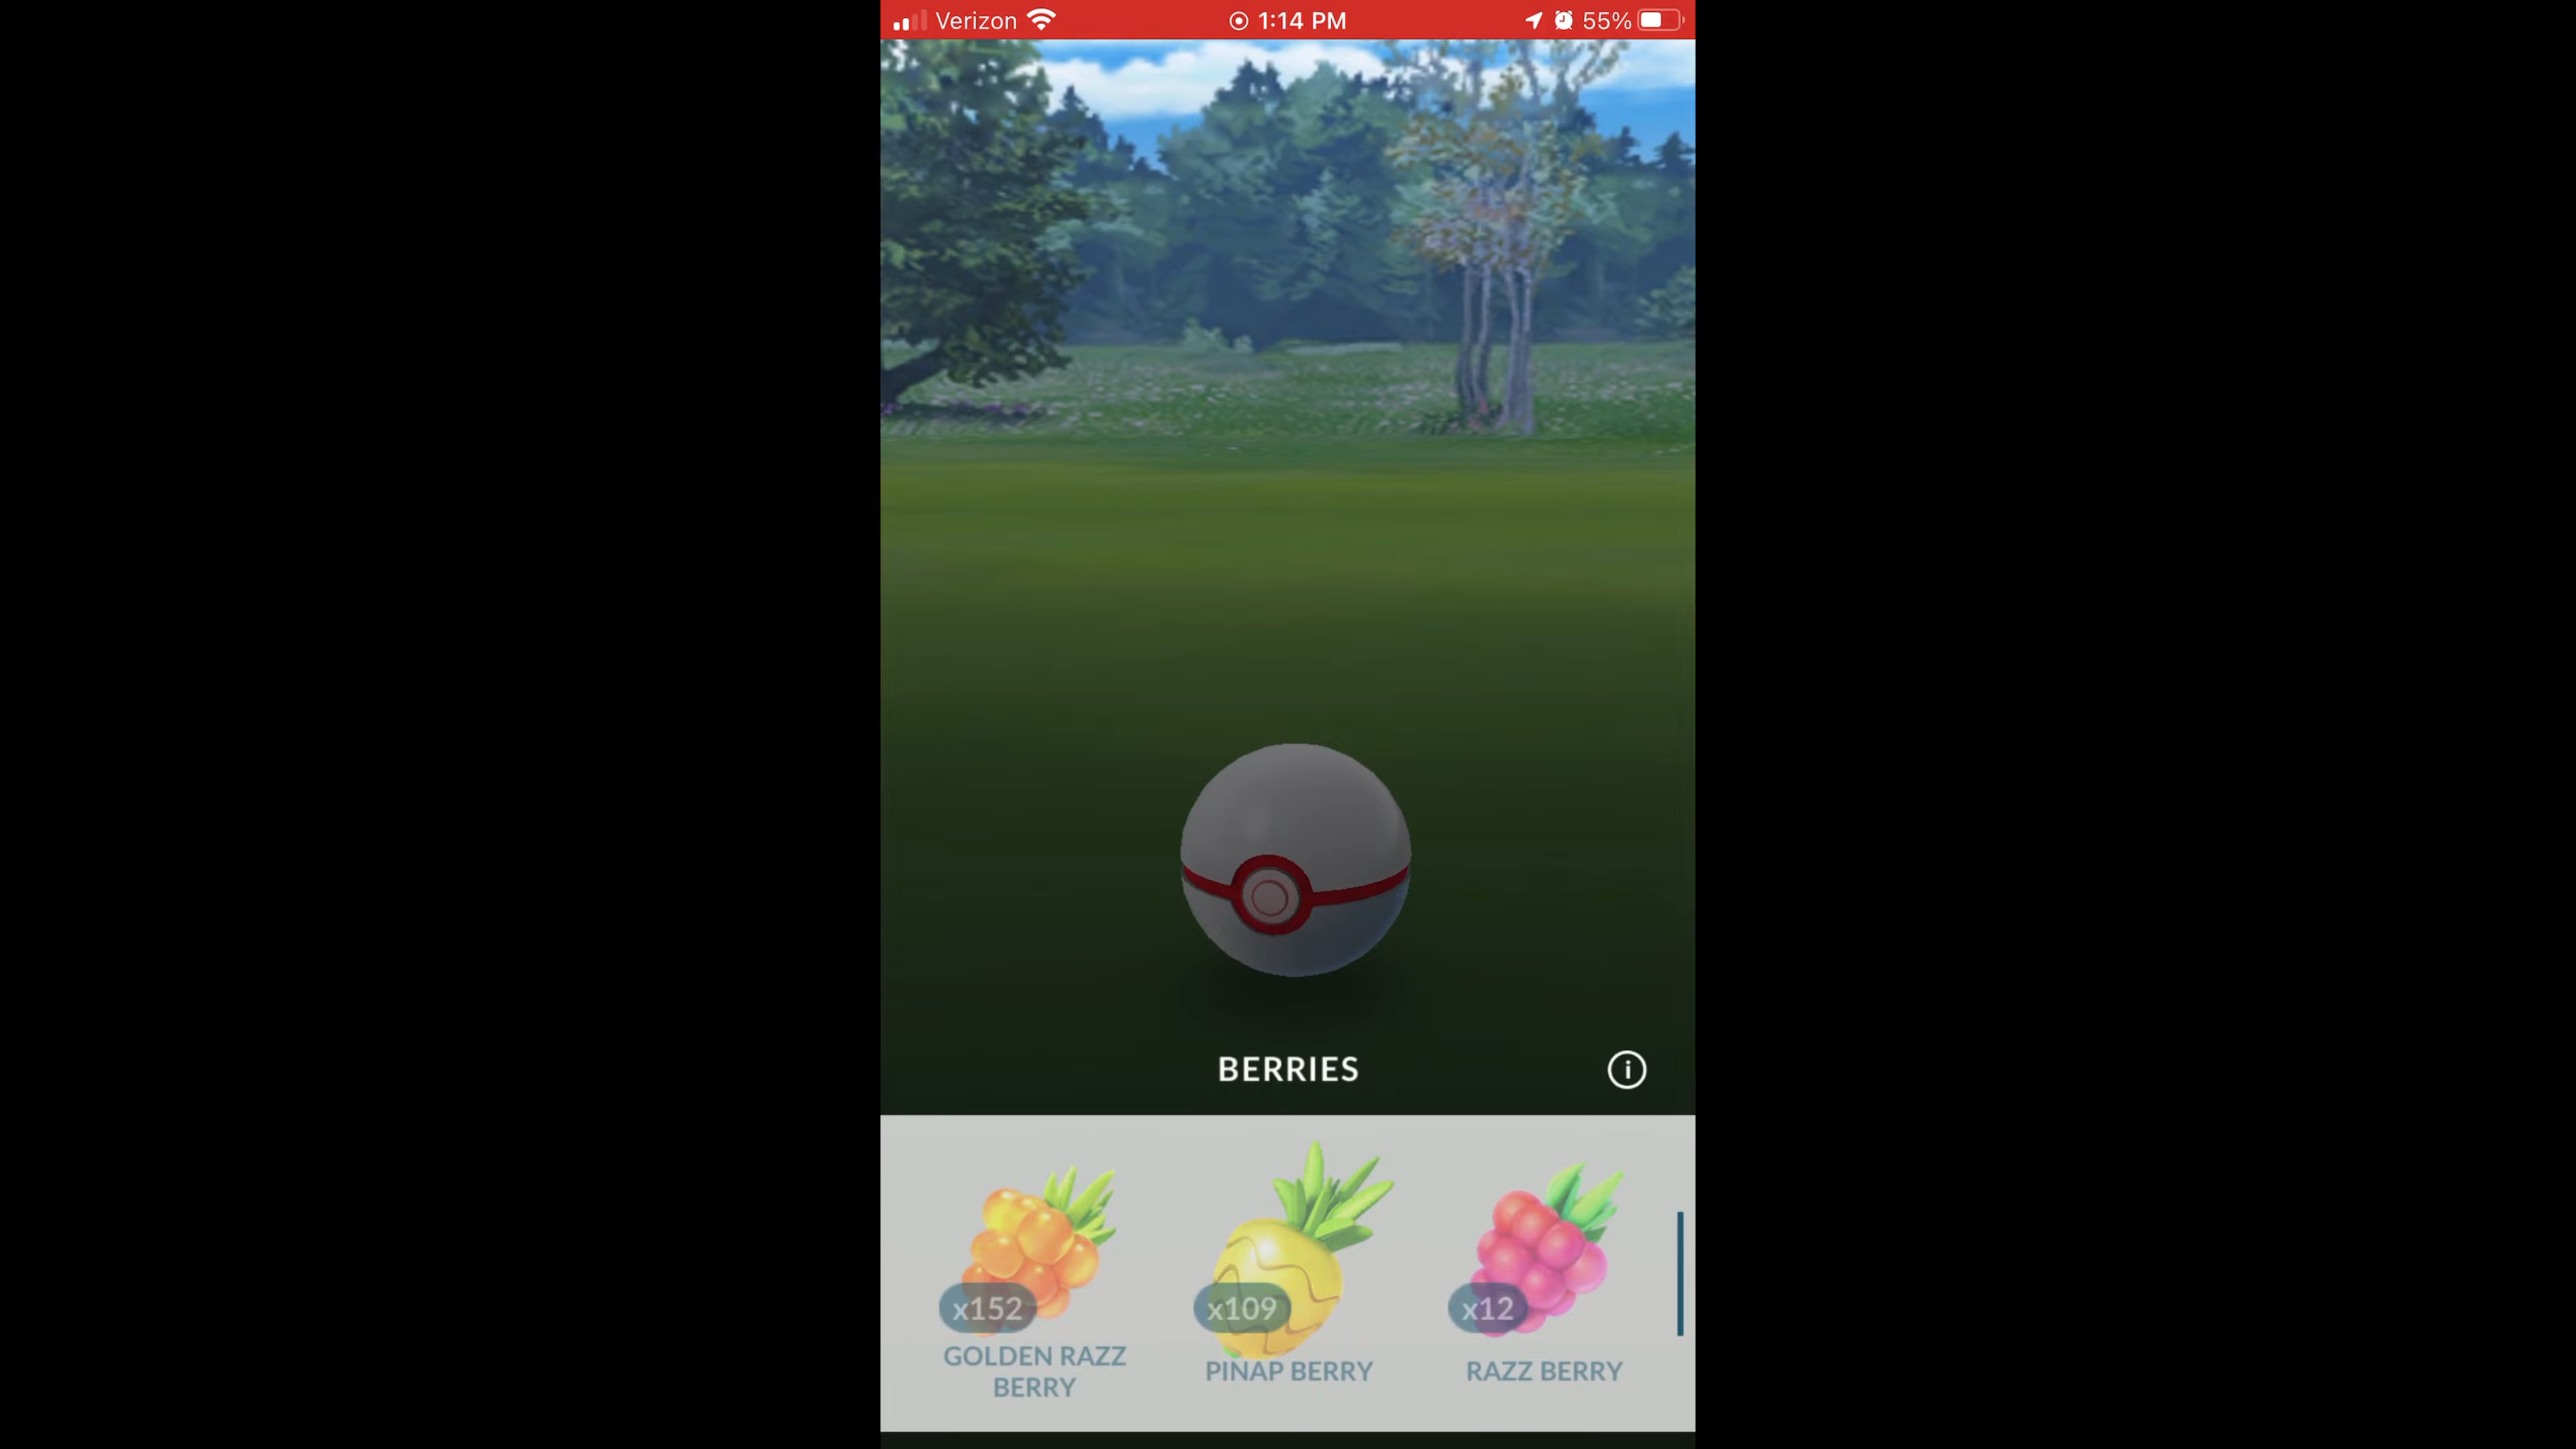 Verizon 1:14 PM 55%
BERRIES
x152 x109 x12
GOLDEN RAZZ BERRY
PINAP BERRY
RAZZ BERRY